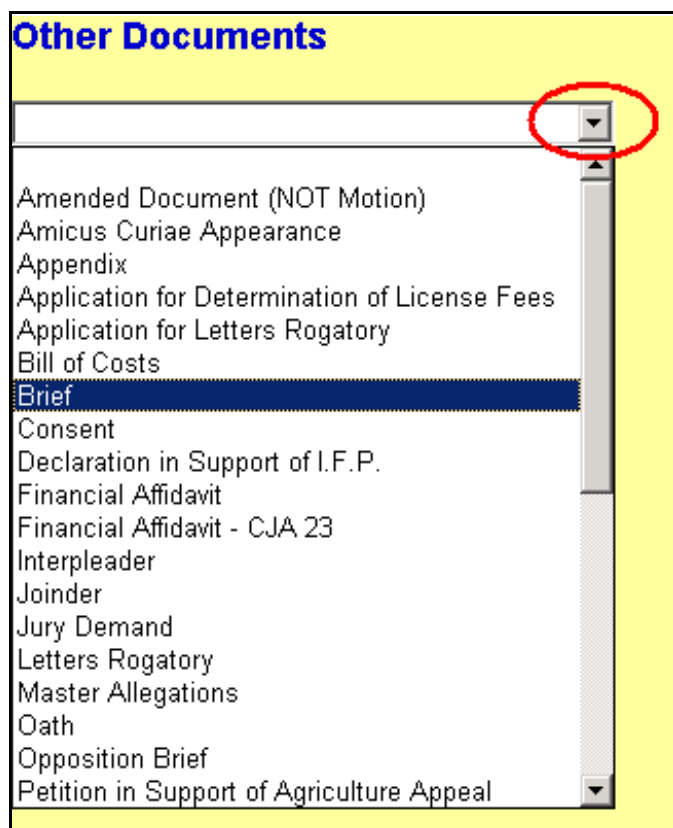 Other Documents
Amended Document (NOT Motion)
Amicus Curiae Appearance
Appendix
Application for Determination of License Fees
Application for Letters Rogatory
Bill of Costs
Brief
Consent
Declaration in Support of I.F.P.
Financial Affidavit
Financial Affidavit - CJA 23
Interpleader
Joinder
Jury Demand
Letters Rogatory
Master Allegations
Oath
Opposition Brief
Petition in Support of Agriculture Appeal